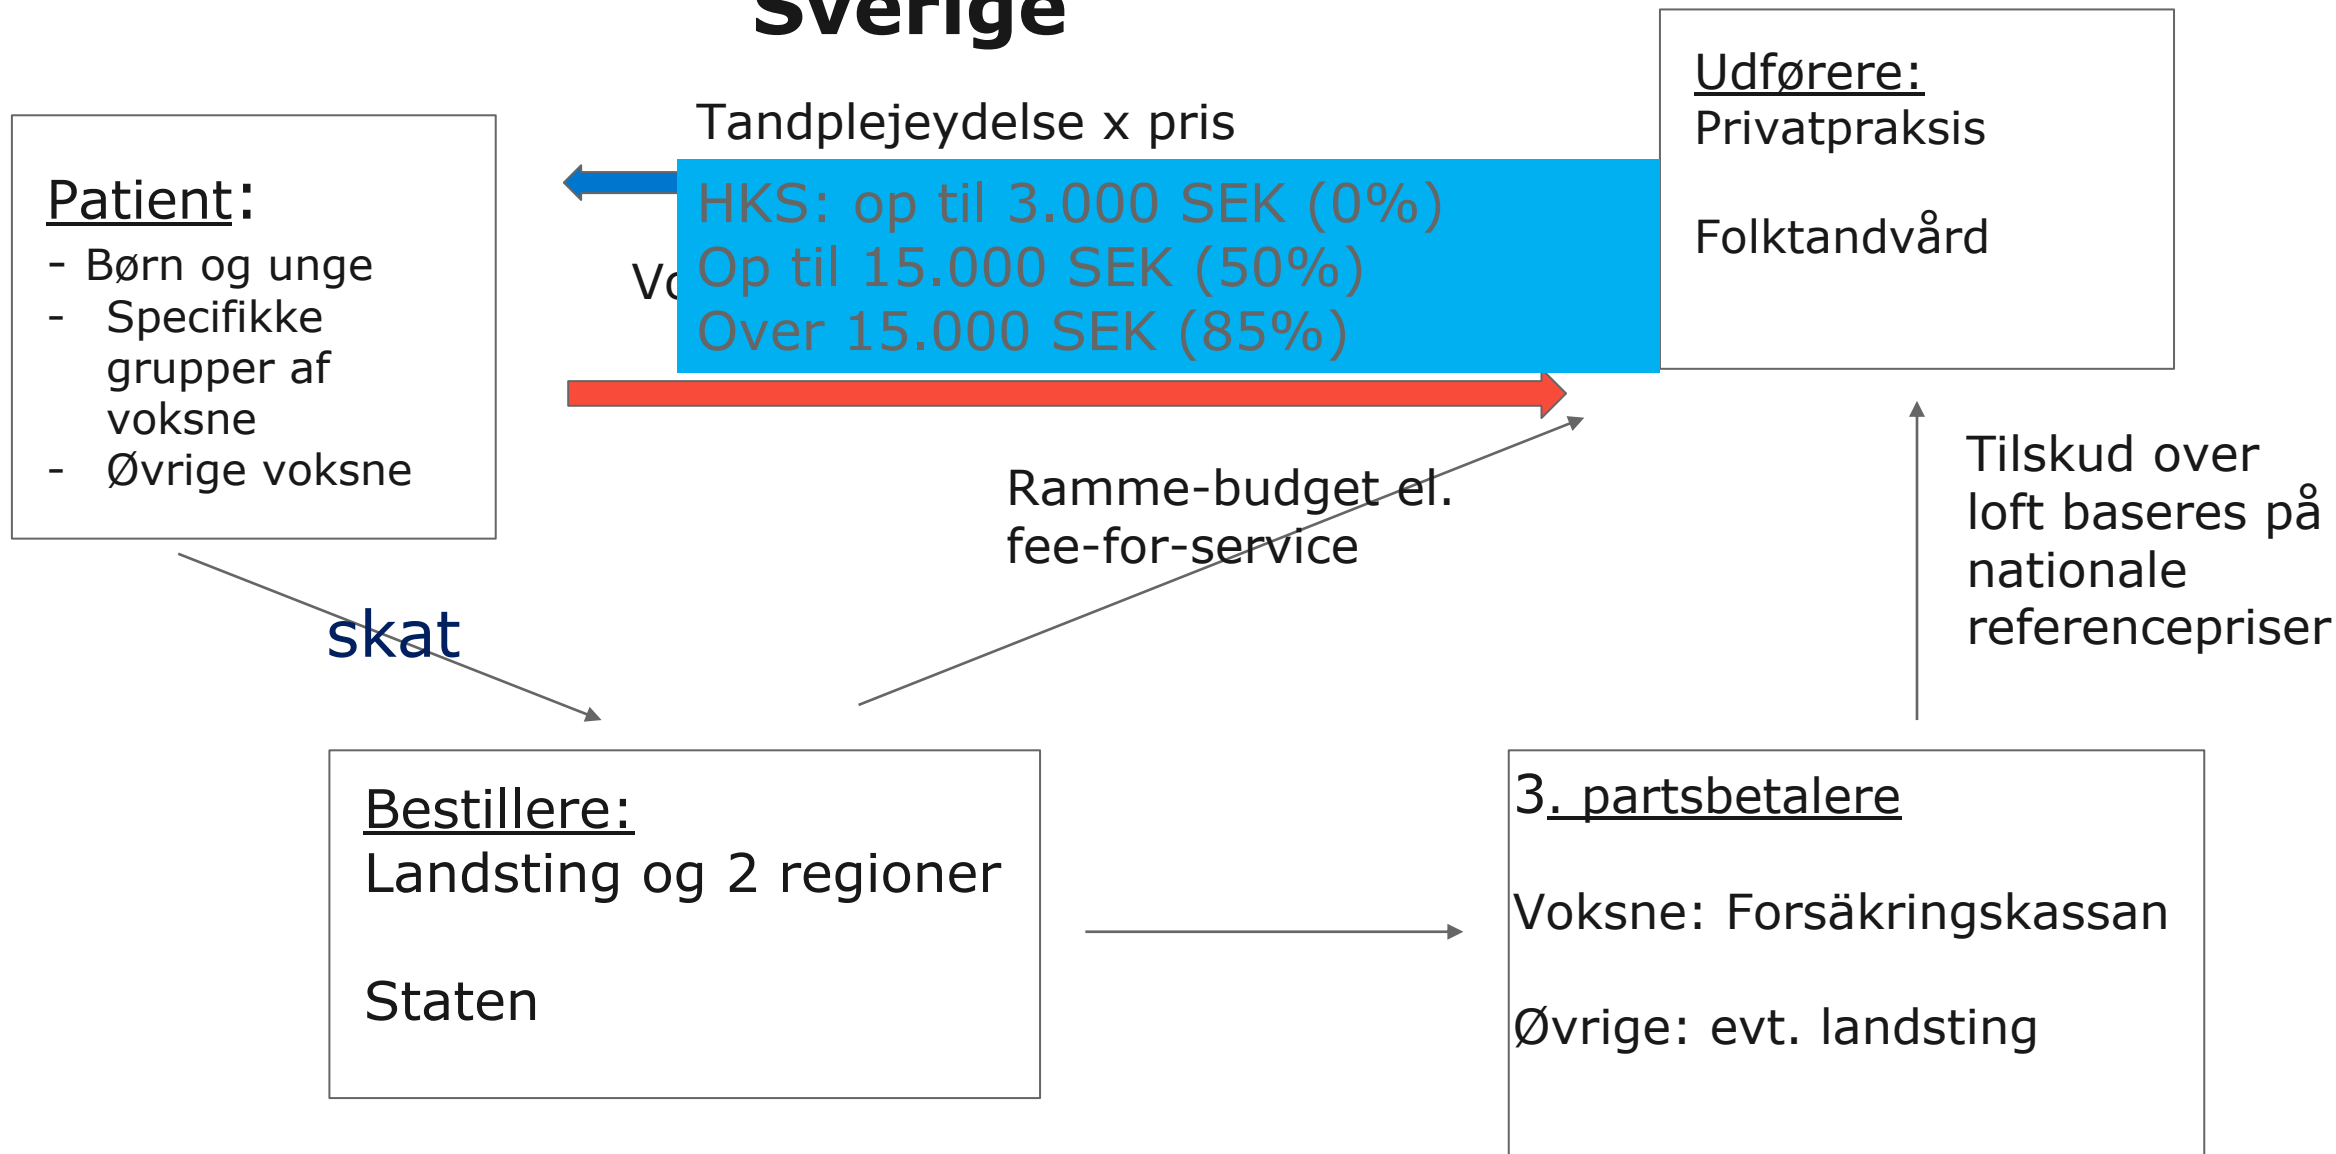 Sverige
Patient:
- Børn og unge
- Specifikke
grupper af
voksne
- Øvrige voksne
Tandplejeydelse x pris
HKS: op til 3.000 SEK (0%)
Op til 15.000 SEK (50%)
Over 15.000 SEK (85%)
Udførere:
Privatpraksis
Folktandvård
Ramme-budget el.
fee-for-service
Tilskud over
loft baseres på
nationale
referencepriser
skat
Bestillere:
Landsting og 2 regioner
Staten
3. partsbetalere
Voksne: Forsäkringskassan
Øvrige: evt. landsting